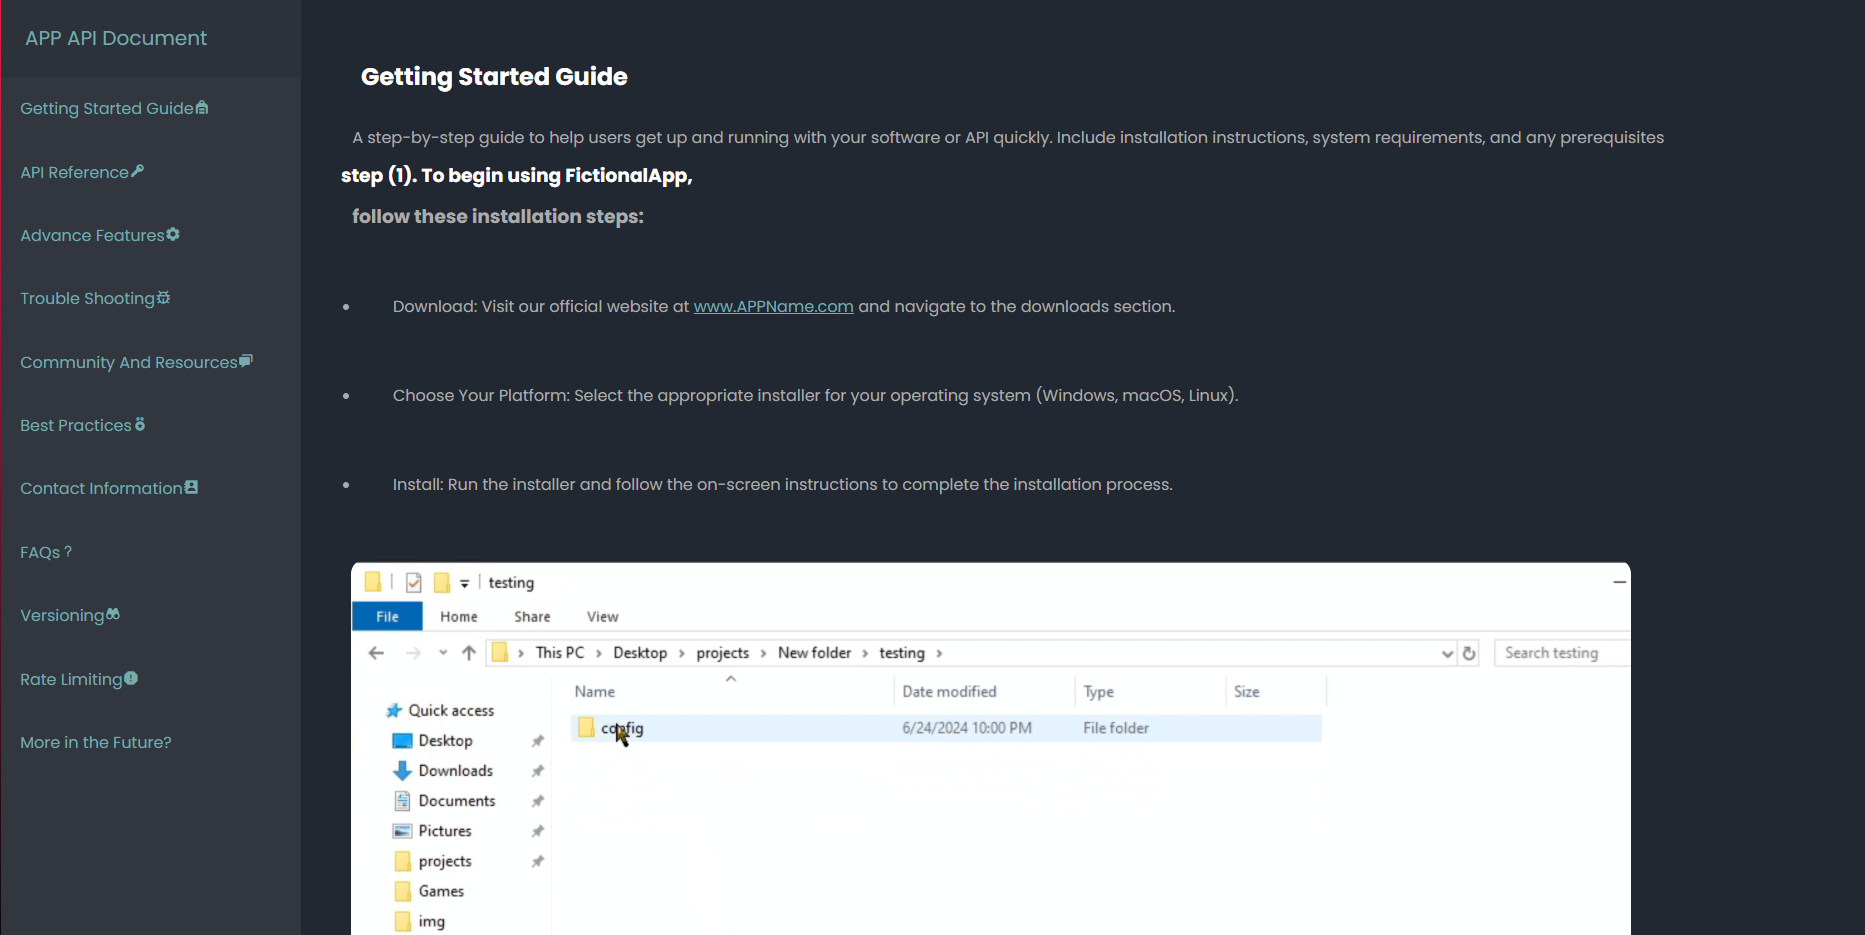 APP API Document
Getting Started Guide
API Reference
Advance Features
Trouble Shooting
Community And Resources
Best Practices
Contact Information
FAQs ?
Versioning
Rate Limiting
More in the Future?
Getting Started Guide
A step-by-step guide to help users get up and running with your software or API quickly. Include installation instructions, system requirements, and any prerequisites
step (1). To begin using FictionalApp,
follow these installation steps:
• Download: Visit our official website at www.APPName.com and navigate to the downloads section.
• Choose Your Platform: Select the appropriate installer for your operating system (Windows, macOS, Linux).
• Install: Run the installer and follow the on-screen instructions to complete the installation process.
testing
File Home Share View
This PC > Desktop > projects > New folder > testing >
Search testing
Name Date modified Type Size
config 6/24/2024 10:00 PM File folder
Quick access
Desktop
Downloads
Documents
Pictures
projects
Games
img